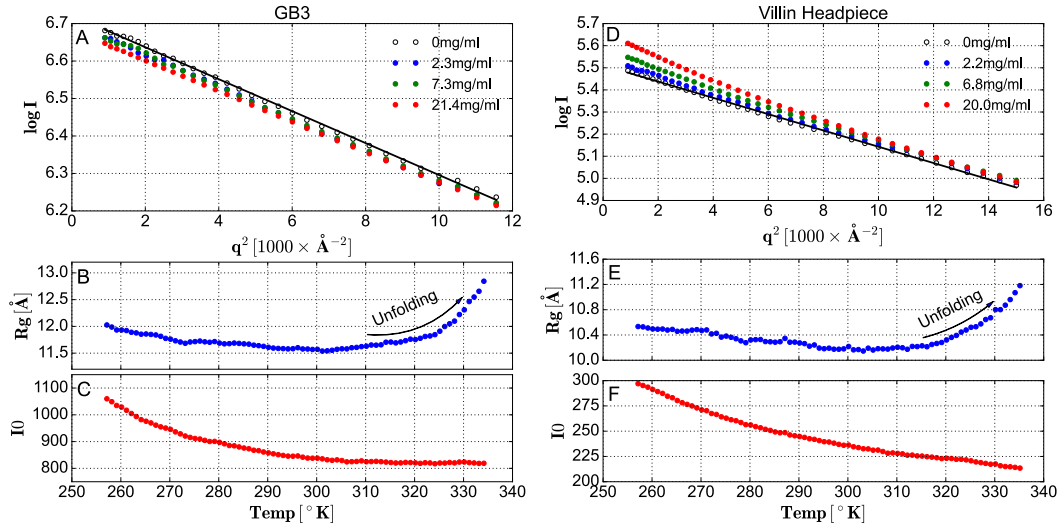 GB3
6.7
6.6
6.5
6.4
6.3
6.2
log I
A
0mg/ml
2.3mg/ml
7.3mg/ml
21.4mg/ml
0 2 4 6 8 10 12
q² [1000 × Å⁻²]
13.0
12.5
12.0
11.5
Rg [Å]
B
Unfolding
1100
1000
900
800
I0
C
250 260 270 280 290 300 310 320 330 340
Temp [°K]
Villin Headpiece
5.7
5.6
5.5
5.4
5.3
5.2
5.1
5.0
4.9
log I
D
0mg/ml
2.2mg/ml
6.8mg/ml
20.0mg/ml
0 2 4 6 8 10 12 14 16
q² [1000 × Å⁻²]
11.6
11.2
10.8
10.4
10.0
Rg [Å]
E
Unfolding
300
275
250
225
200
I0
F
250 260 270 280 290 300 310 320 330 340
Temp [°K]